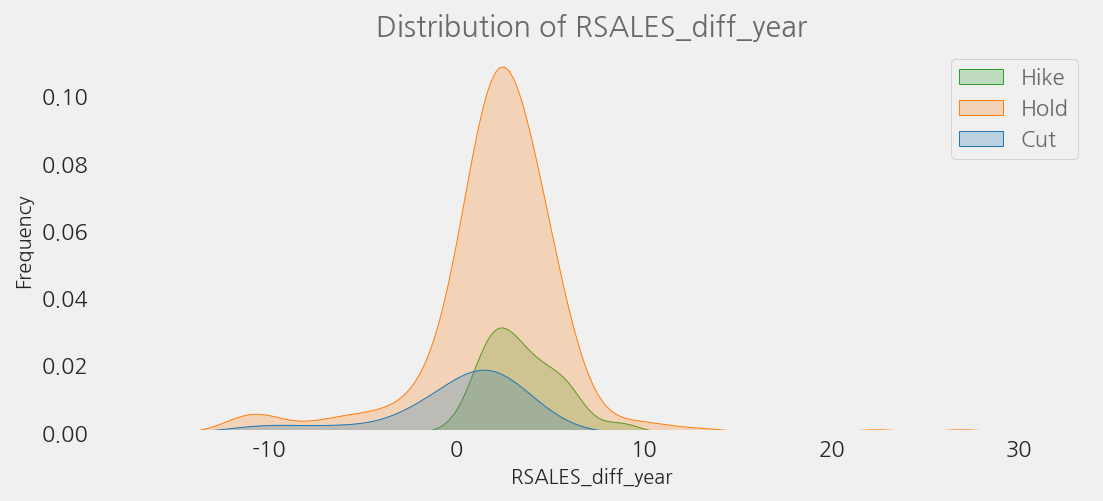 Distribution of RSALES_diff_year
Hike
Hold
Cut
0.10
0.08
0.06
0.04
0.02
0.00
Frequency
-10
0
10
20
30
RSALES_diff_year